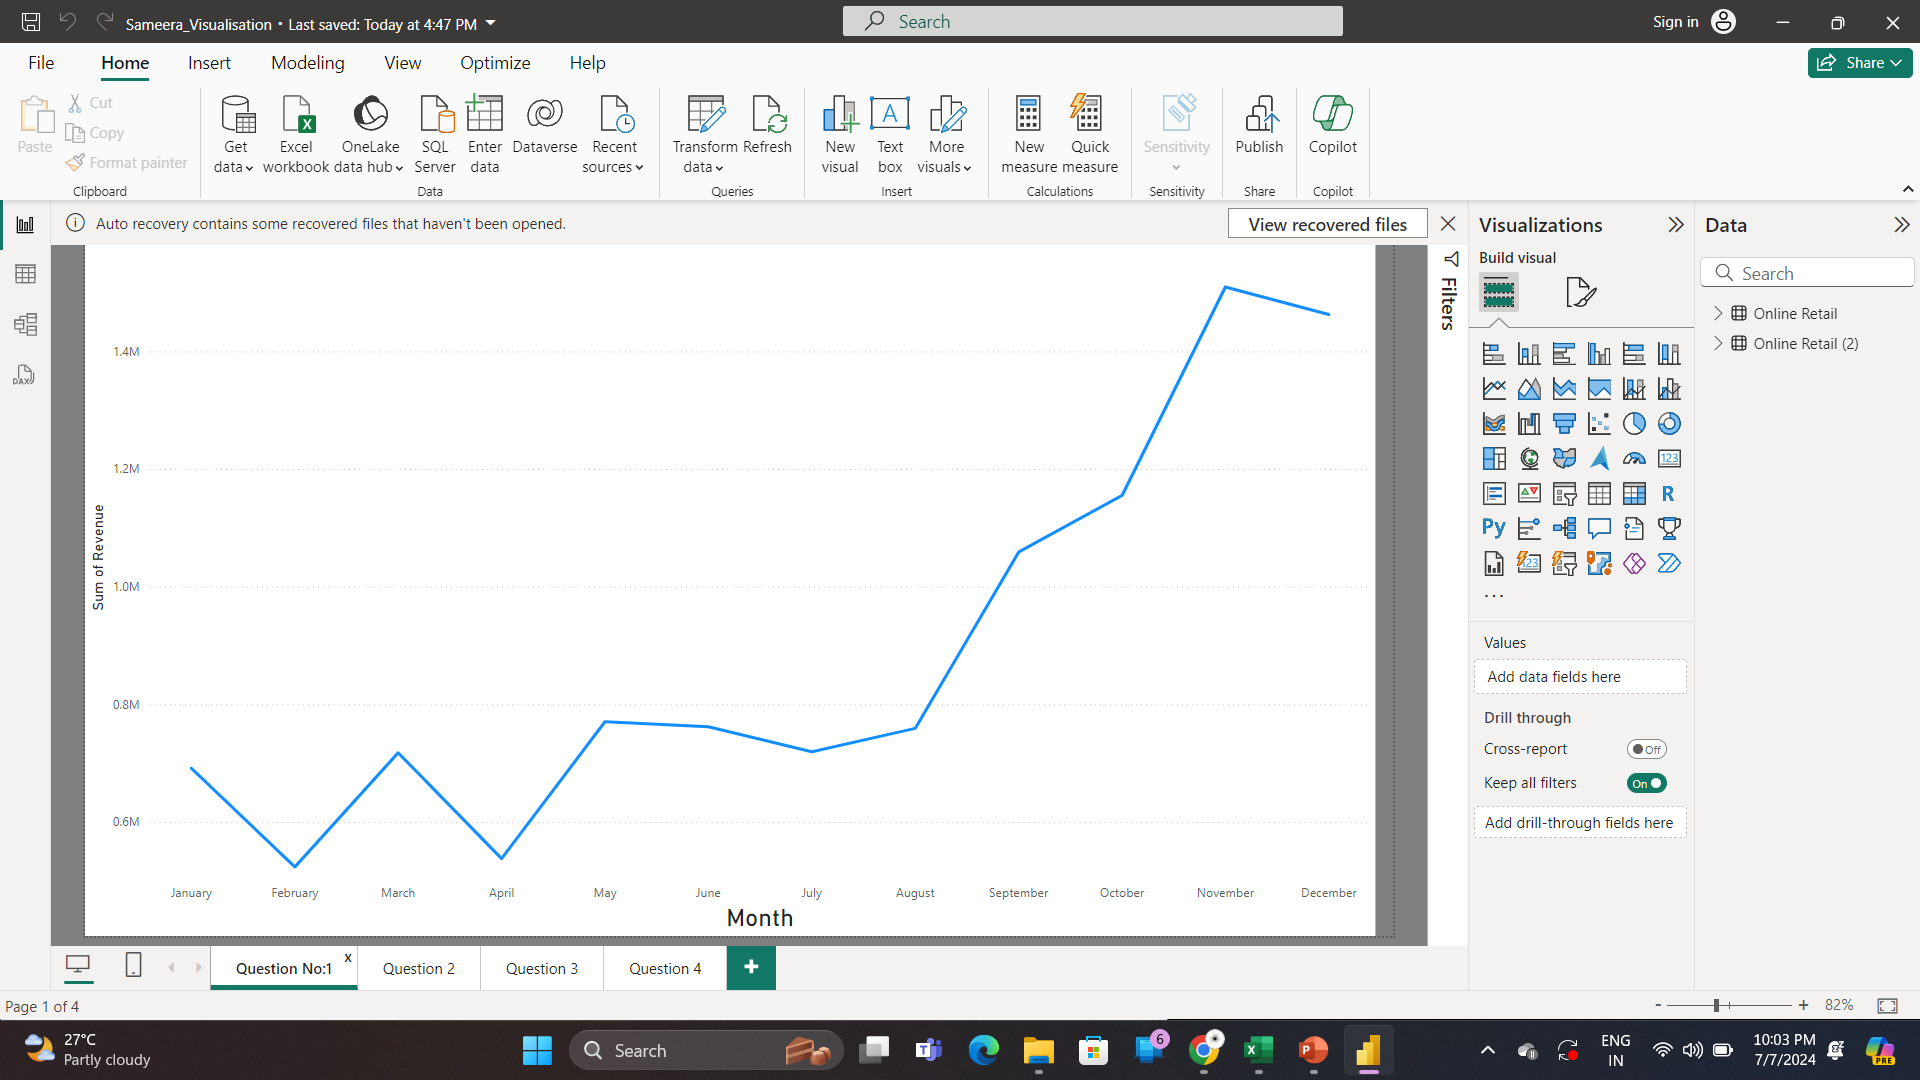 Sameera_Visualisation • Last saved: Today at 4:47 PM
Search
Sign in
File
Home
Insert
Modeling
View
Optimize
Help
Share
Paste
Cut
Copy
Format painter
Clipboard
Get data
Excel workbook
OneLake data hub
SQL Server
Enter data
Dataverse
Recent sources
Data
Transform data
Refresh
Queries
New visual
Text box
More visuals
Insert
New measure
Quick measure
Calculations
Sensitivity
Sensitivity
Publish
Share
Copilot
Copilot
Auto recovery contains some recovered files that haven't been opened.
View recovered files
Sum of Revenue
1.4M
1.2M
1.0M
0.8M
0.6M
January
February
March
April
May
June
July
August
September
October
November
December
Month
Filters
Visualizations
Build visual
123
R
Py
123
Values
Add data fields here
Drill through
Cross-report
Off
Keep all filters
On
Add drill-through fields here
Data
Search
Online Retail
Online Retail (2)
DAX
Question No:1
x
Question 2
Question 3
Question 4
+
Page 1 of 4
- + 82%
27°C
Partly cloudy
Search
6
ENG
IN
10:03 PM
7/7/2024
PRE